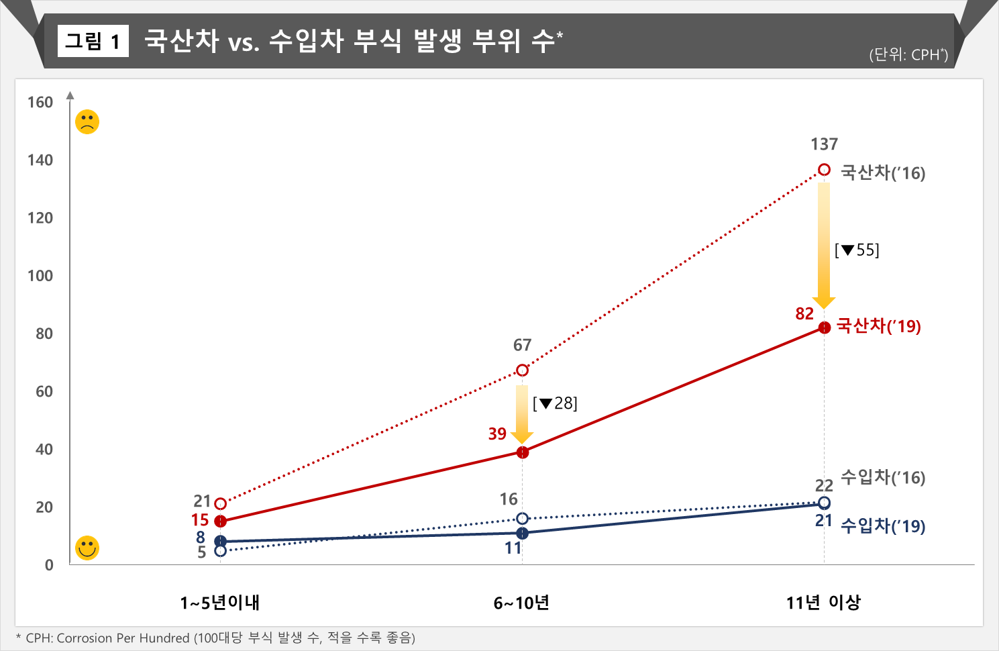 그림 1
국산차 vs. 수입차 부식 발생 부위 수*
(단위: CPH*)
160
140
120
100
80
60
40
20
0
137
국산차(’16)
[▼55]
82
국산차(’19)
67
[▼28]
39
21
15
8
5
16
11
22
수입차(’16)
21
수입차(’19)
1~5년이내
6~10년
11년 이상
* CPH: Corrosion Per Hundred (100대당 부식 발생 수, 적을 수록 좋음)